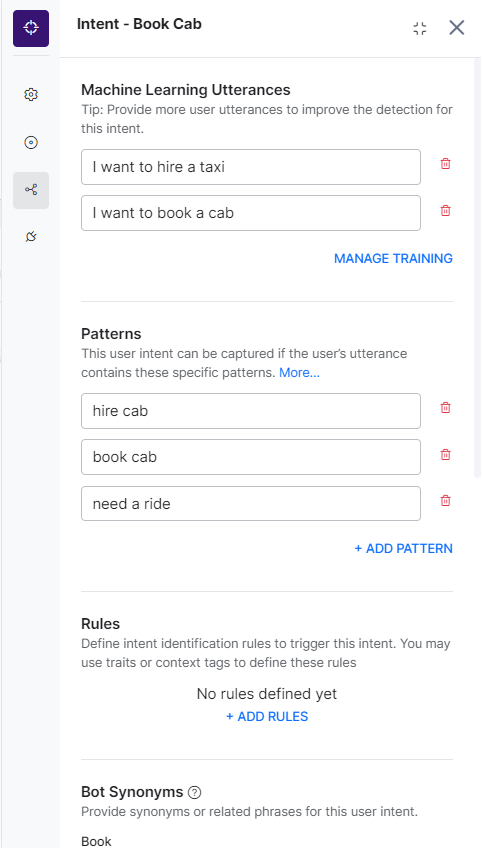 Intent - Book Cab
Machine Learning Utterances
Tip: Provide more user utterances to improve the detection for
this intent.
I want to hire a taxi
I want to book a cab
MANAGE TRAINING
Patterns
This user intent can be captured if the user's utterance
contains these specific patterns. More...
hire cab
book cab
need a ride
+ ADD PATTERN
Rules
Define intent identification rules to trigger this intent. You may
use traits or context tags to define these rules
No rules defined yet
+ ADD RULES
Bot Synonyms ?
Provide synonyms or related phrases for this user intent.
Book